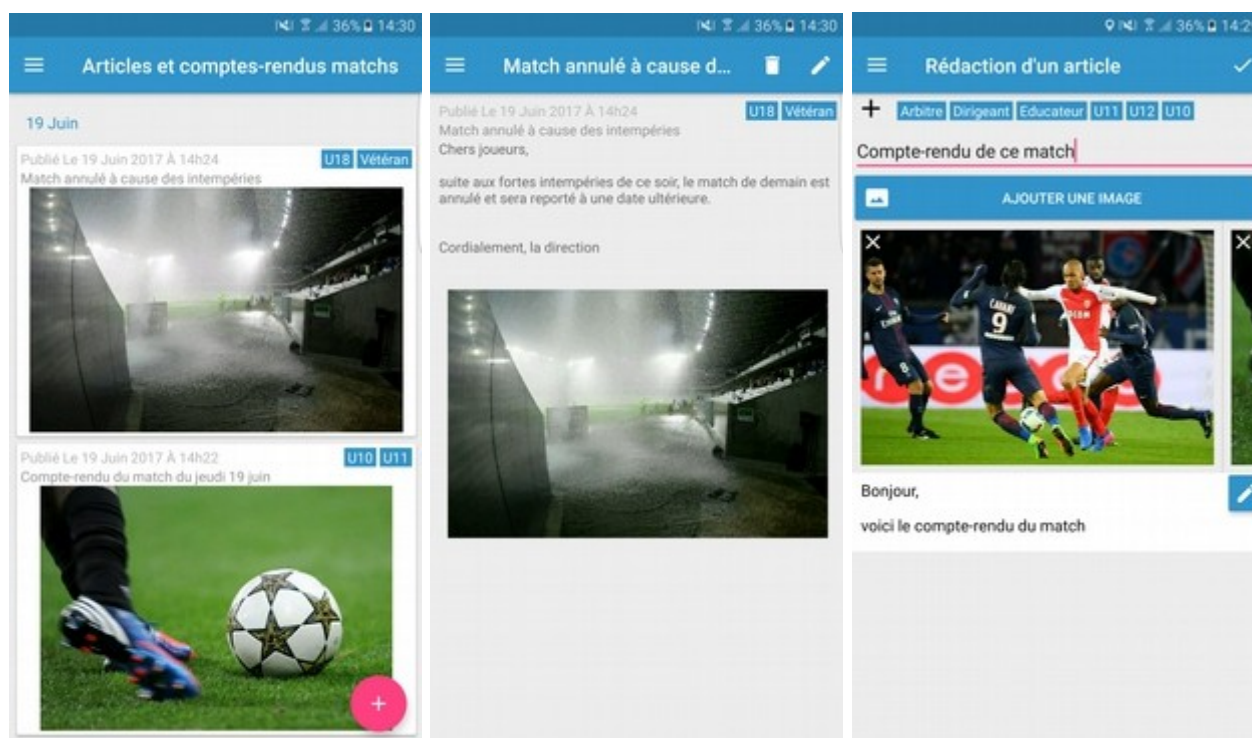 36% 14:30
Articles et comptes-rendus matchs
19 Juin
Publié Le 19 Juin 2017 À 14h24
U18 Vétéran
Match annulé à cause des intempéries
Publié Le 19 Juin 2017 À 14h22
U10 U11
Compte-rendu du match du jeudi 19 juin
+
36% 14:30
Match annulé à cause d...
Publié Le 19 Juin 2017 À 14h24
U18 Vétéran
Match annulé à cause des intempéries
Chers joueurs,
suite aux fortes intempéries de ce soir, le match de demain est
annulé et sera reporté à une date ultérieure.
Cordialement, la direction
36% 14:2
Rédaction d'un article
+ Arbitre Dirigeant Educateur U11 U12 U10
Compte-rendu de ce match
AJOUTER UNE IMAGE
CAVANI
9
8
Bonjour,
voici le compte-rendu du match